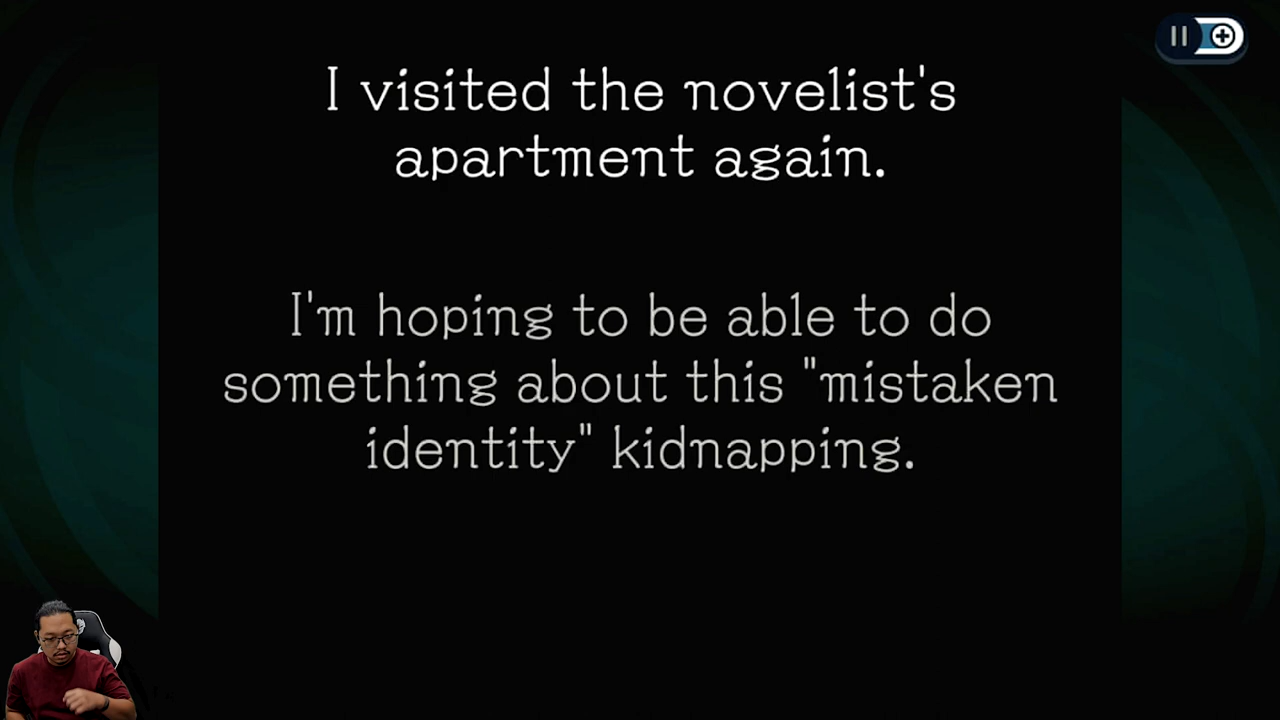 I visited the novelist's
apartment again.
I'm hoping to be able to do
something about this "mistaken
identity" kidnapping.